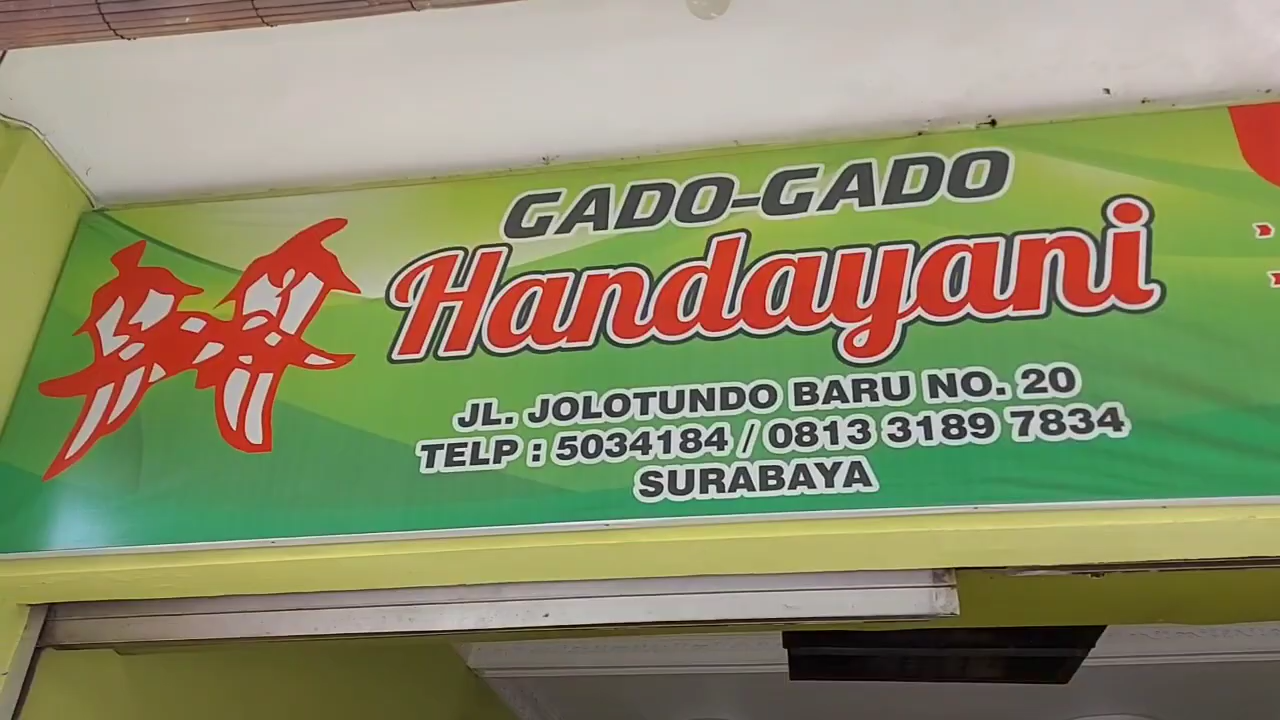 GADO-GADO
Handayani
JL. JOLOTUNDO BARU NO. 20
TELP : 5034184 / 0813 3189 7834
SURABAYA